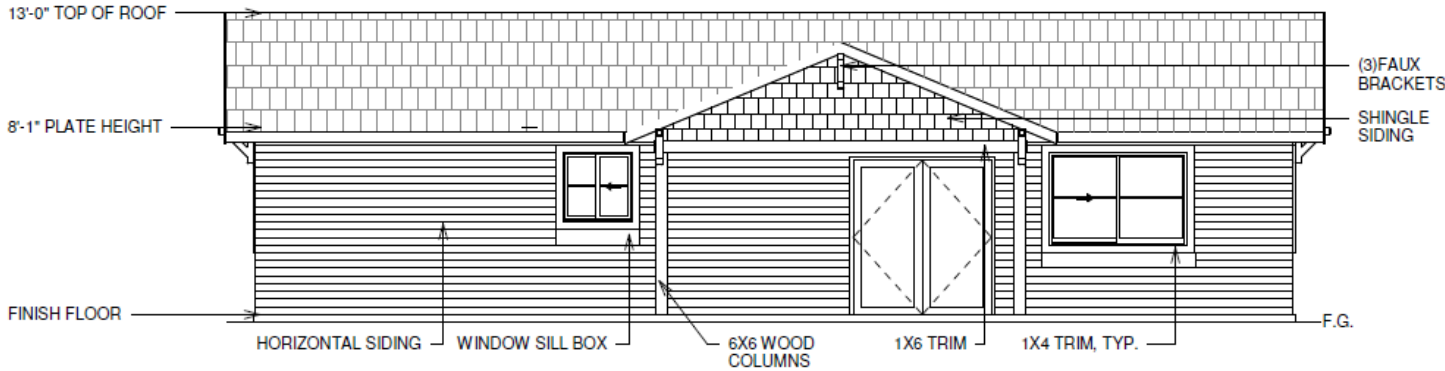 13'-0" TOP OF ROOF
(3)FAUX
BRACKETS
SHINGLE
SIDING
8'-1" PLATE HEIGHT
FINISH FLOOR
F.G.
HORIZONTAL SIDING
WINDOW SILL BOX
6X6 WOOD
COLUMNS
1X6 TRIM
1X4 TRIM, TYP.